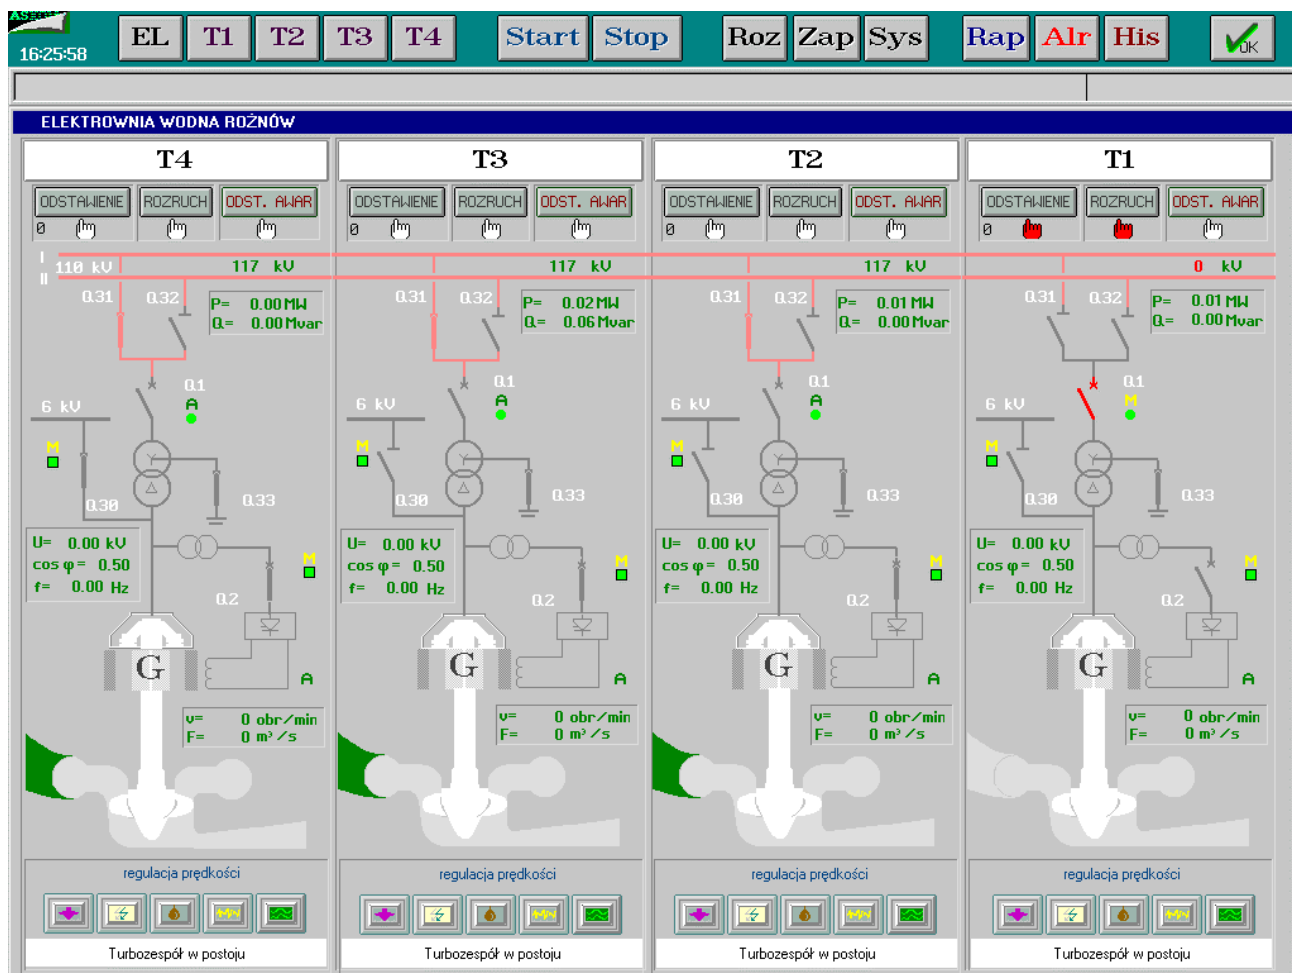 16:25:58
EL T1 T2 T3 T4 Start Stop Roz Zap Sys Rap Alr His OK
ELEKTROWNIA WODNA ROŻNÓW
T4 T3 T2 T1
ODSTAWIENIE ROZRUCH ODST. AWAR ODSTAWIENIE ROZRUCH ODST. AWAR ODSTAWIENIE ROZRUCH ODST. AWAR ODSTAWIENIE ROZRUCH ODST. AWAR
0 0 0 0
I 110 kV 117 kV 117 kV 117 kV 0 kV
II
Q31 Q32 P= 0.00 MW Q31 Q32 P= 0.02 MW Q31 Q32 P= 0.01 MW Q31 Q32 P= 0.01 MW
Q= 0.00 Mvar Q= 0.06 Mvar Q= 0.00 Mvar Q= 0.00 Mvar
Q1 Q1 Q1 Q1
6 kV A 6 kV A 6 kV A 6 kV M
M M M M
Q30 Q33 Q30 Q33 Q30 Q33 Q30 Q33
U= 0.00 kV U= 0.00 kV U= 0.00 kV U= 0.00 kV
cos φ= 0.50 M cos φ= 0.50 M cos φ= 0.50 M cos φ= 0.50 M
f= 0.00 Hz f= 0.00 Hz f= 0.00 Hz f= 0.00 Hz
Q2 Q2 Q2 Q2
G A G A G A G A
v= 0 obr/min v= 0 obr/min v= 0 obr/min v= 0 obr/min
F= 0 m³/s F= 0 m³/s F= 0 m³/s F= 0 m³/s
regulacja prędkości regulacja prędkości regulacja prędkości regulacja prędkości
Turbozespół w postoju Turbozespół w postoju Turbozespół w postoju Turbozespół w postoju